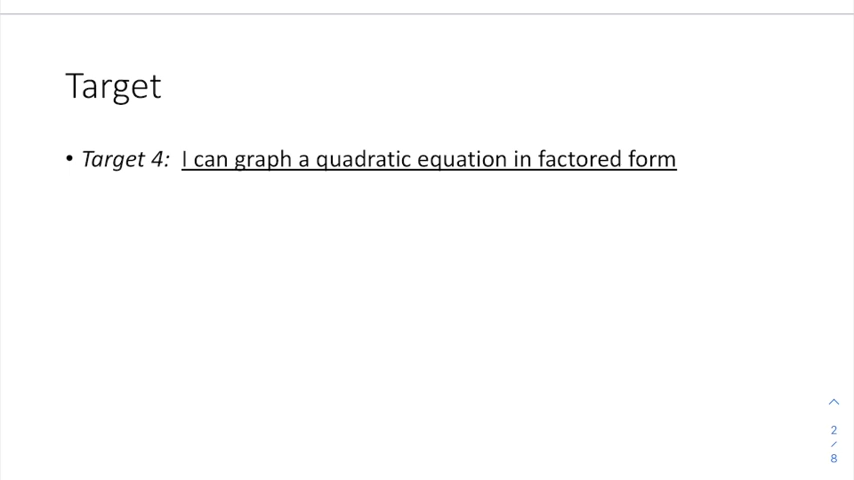 Target
• Target 4: I can graph a quadratic equation in factored form
2
/
8